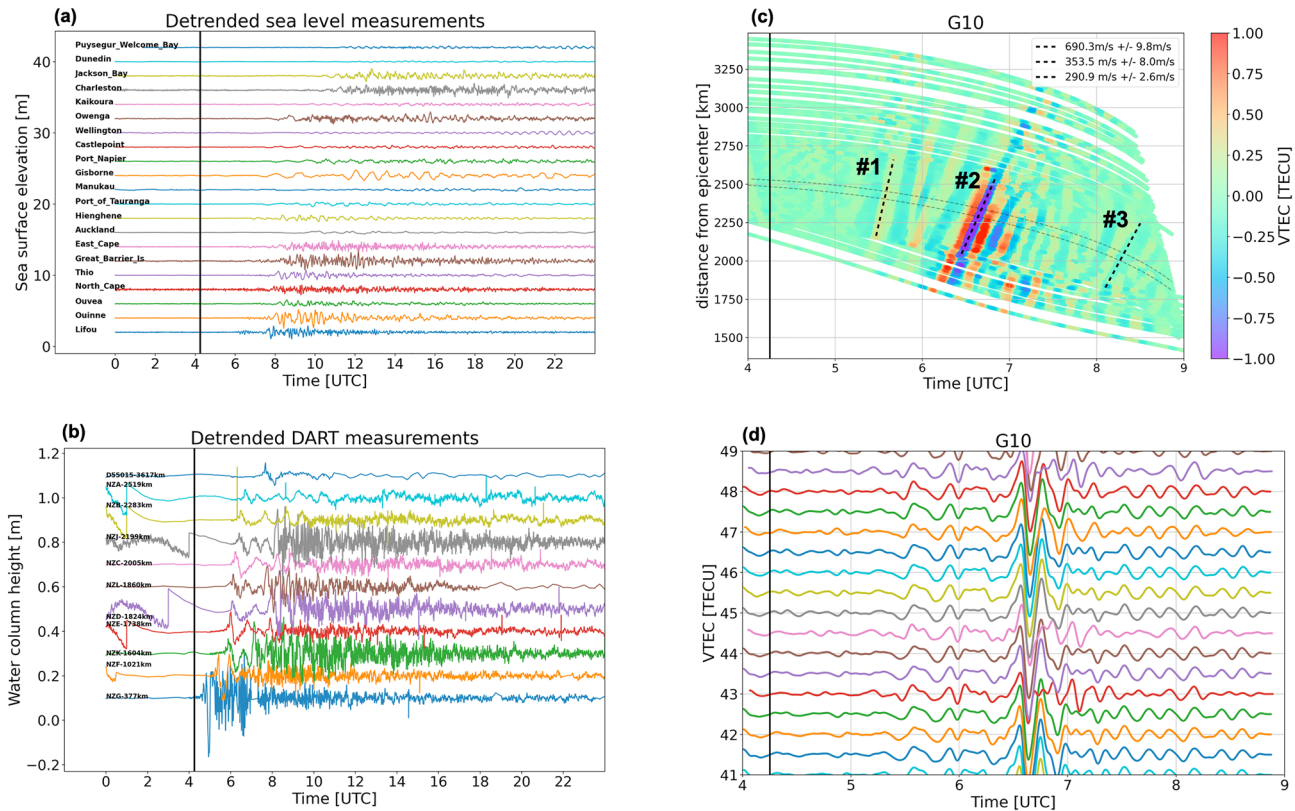 (a)
Detrended sea level measurements
Sea surface elevation [m]
40
30
20
10
0
Puysegur_Welcome_Bay
Dunedin
Jackson_Bay
Charleston
Kaikoura
Owenga
Wellington
Castlepoint
Port_Napier
Gisborne
Manukau
Port_of_Tauranga
Hienghene
Auckland
East_Cape
Great_Barrier_Is
Thio
North_Cape
Ouvea
Ouinne
Lifou
0 2 4 6 8 10 12 14 16 18 20 22
Time [UTC]
(c)
G10
distance from epicenter [km]
3250
3000
2750
2500
2250
2000
1750
1500
690.3m/s +/- 9.8m/s
353.5 m/s +/- 8.0m/s
290.9 m/s +/- 2.6m/s
#1
#2
#3
4 5 6 7 8 9
Time [UTC]
1.00
0.75
0.50
0.25
0.00
−0.25
−0.50
−0.75
−1.00
VTEC [TECU]
(b)
Detrended DART measurements
Water column height [m]
1.2
1.0
0.8
0.6
0.4
0.2
0.0
−0.2
D55015-3617km
NZA-2519km
NZB-2283km
NZJ-2199km
NZC-2005km
NZL-1860km
NZD-1824km
NZE-1738km
NZK-1604km
NZF-1021km
NZG-377km
0 2 4 6 8 10 12 14 16 18 20 22
Time [UTC]
(d)
G10
VTEC [TECU]
49
48
47
46
45
44
43
42
41
4 5 6 7 8 9
Time [UTC]